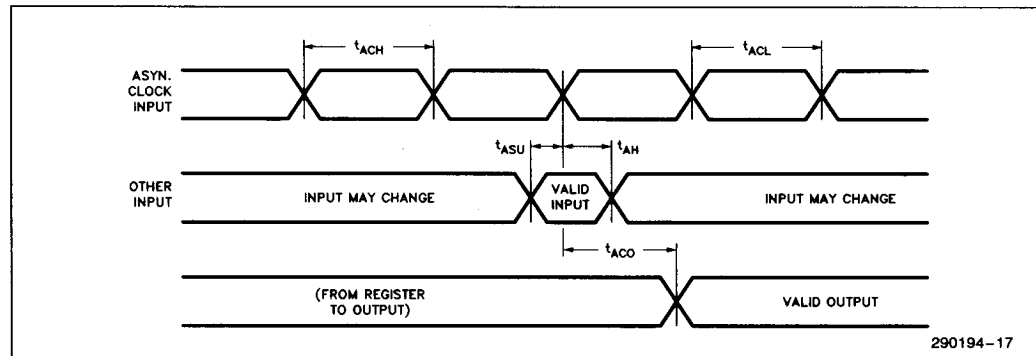 tACH
tACL
ASYN.
CLOCK
INPUT
tASU
tAH
OTHER
INPUT
INPUT MAY CHANGE
VALID
INPUT
INPUT MAY CHANGE
tACO
(FROM REGISTER
TO OUTPUT)
VALID OUTPUT
290194-17